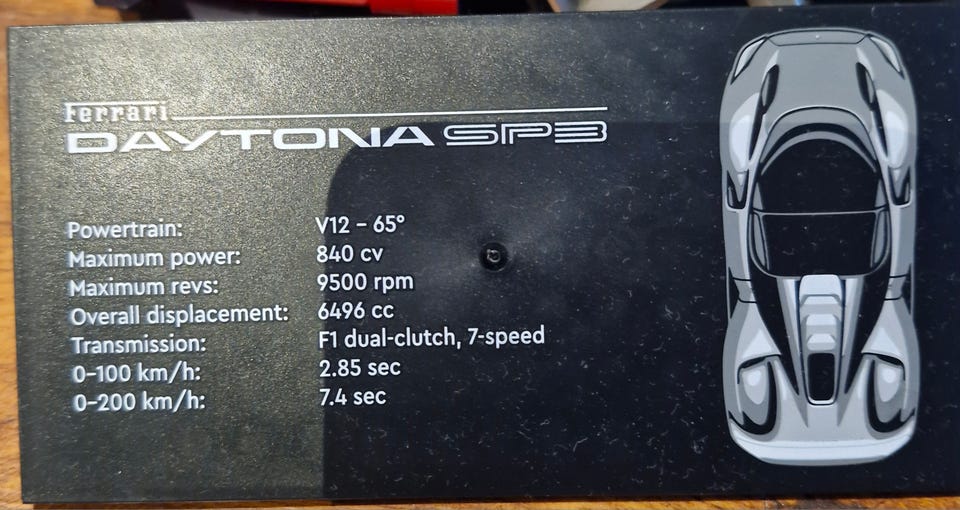 Ferrari
DAYTONA SP3
Powertrain: V12 – 65°
Maximum power: 840 cv
Maximum revs: 9500 rpm
Overall displacement: 6496 cc
Transmission: F1 dual-clutch, 7-speed
0-100 km/h: 2.85 sec
0-200 km/h: 7.4 sec